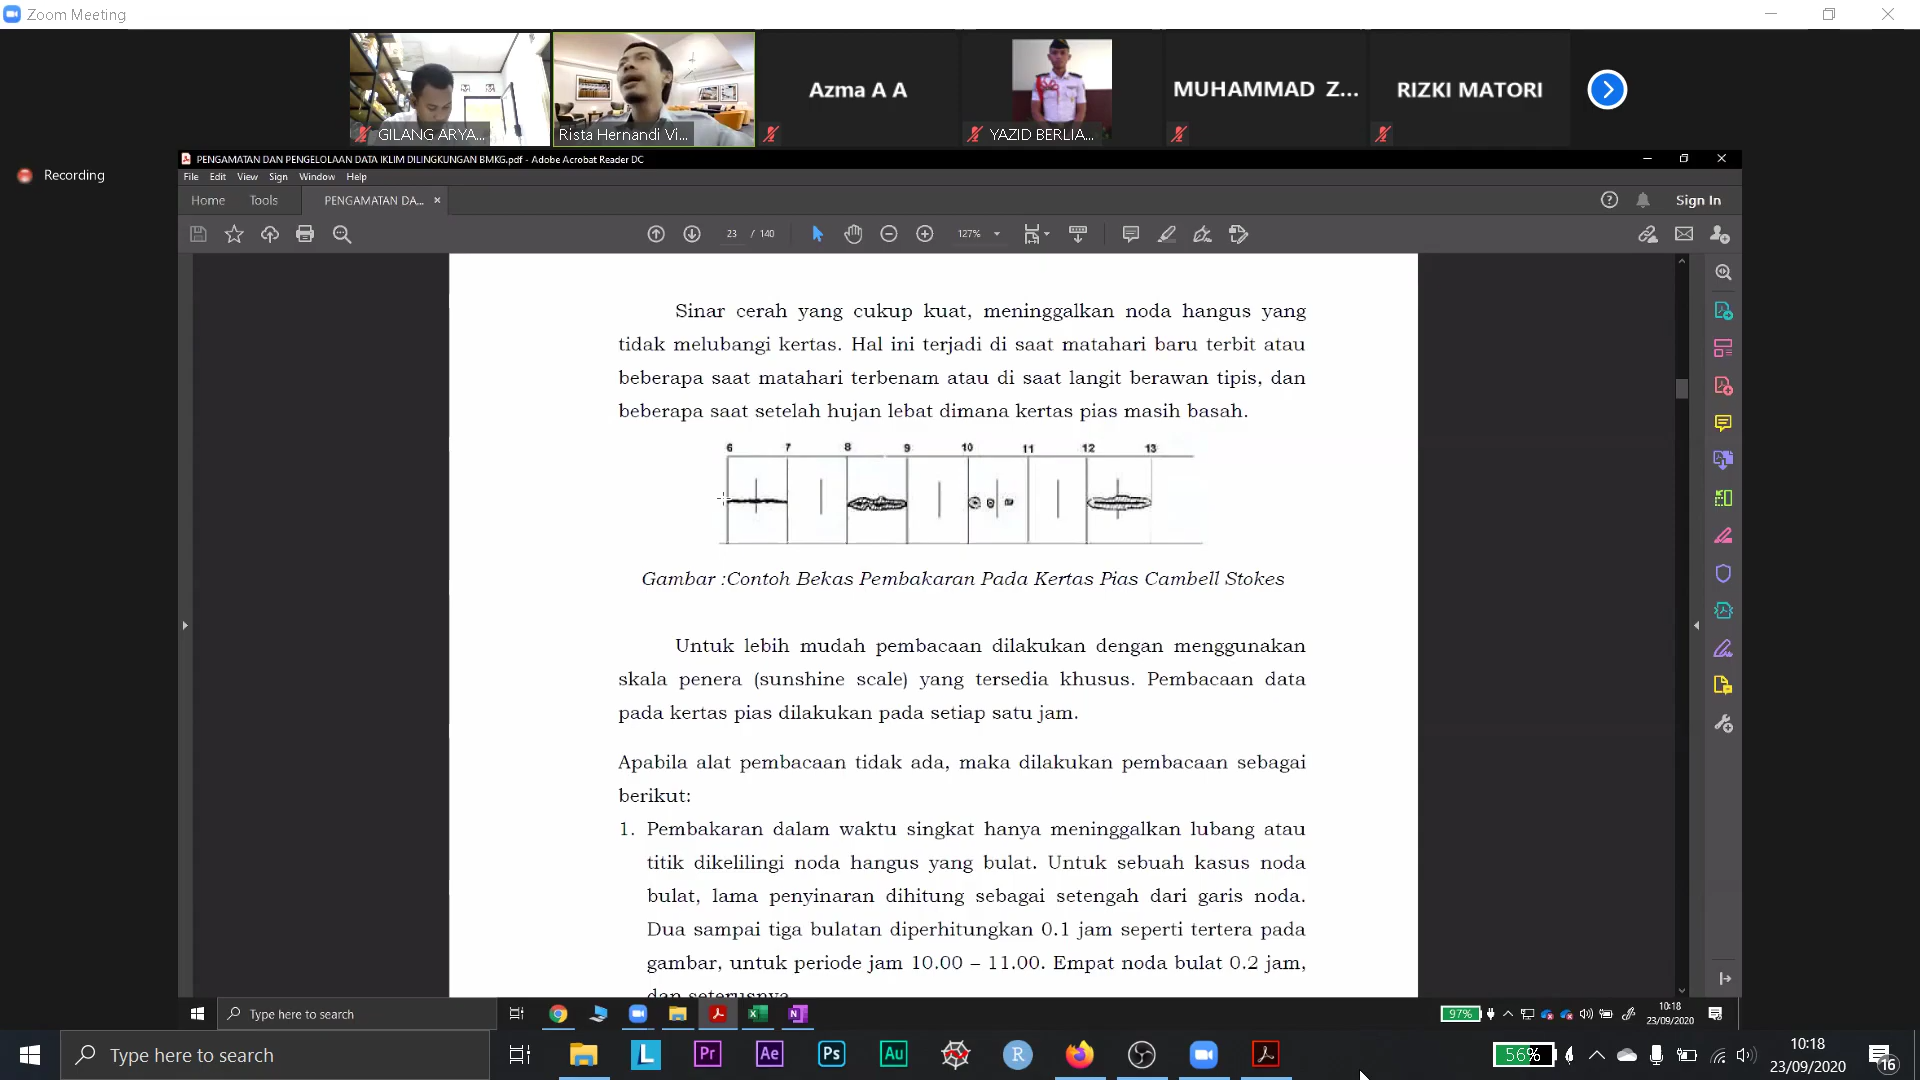 Zoom Meeting
GILANG ARYA...
Rista Hernandi Vi...
Azma A A
YAZID BERLIA...
MUHAMMAD Z...
RIZKI MATORI
Recording
PENGAMATAN DAN PENGELOLAAN DATA IKLIM DILINGKUNGAN BMKG.pdf - Adobe Acrobat Reader DC
File Edit View Sign Window Help
Home Tools PENGAMATAN DA... Sign In
23 / 140 127%
Sinar cerah yang cukup kuat, meninggalkan noda hangus yang
tidak melubangi kertas. Hal ini terjadi di saat matahari baru terbit atau
beberapa saat matahari terbenam atau di saat langit berawan tipis, dan
beberapa saat setelah hujan lebat dimana kertas pias masih basah.
6 7 8 9 10 11 12 13
Gambar :Contoh Bekas Pembakaran Pada Kertas Pias Cambell Stokes
Untuk lebih mudah pembacaan dilakukan dengan menggunakan
skala penera (sunshine scale) yang tersedia khusus. Pembacaan data
pada kertas pias dilakukan pada setiap satu jam.
Apabila alat pembacaan tidak ada, maka dilakukan pembacaan sebagai
berikut:
1. Pembakaran dalam waktu singkat hanya meninggalkan lubang atau
titik dikelilingi noda hangus yang bulat. Untuk sebuah kasus noda
bulat, lama penyinaran dihitung sebagai setengah dari garis noda.
Dua sampai tiga bulatan diperhitungkan 0.1 jam seperti tertera pada
gambar, untuk periode jam 10.00 – 11.00. Empat noda bulat 0.2 jam,
dan seterusnya
Type here to search 97% 10:18
23/09/2020
Type here to search L Pr Ae Ps Au R 56% 10:18
23/09/2020 16